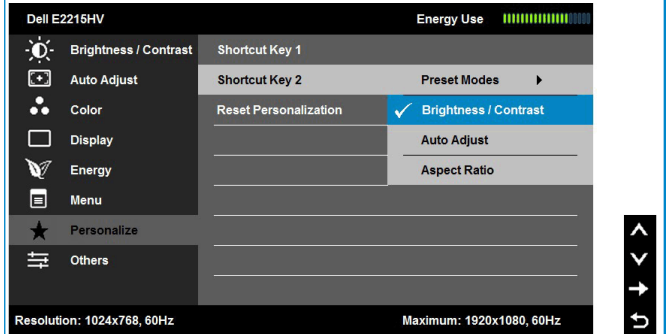 Dell E2215HV Energy Use
Brightness / Contrast Shortcut Key 1
Auto Adjust Shortcut Key 2 Preset Modes
Color Reset Personalization Brightness / Contrast
Display Auto Adjust
Energy Aspect Ratio
Menu
Personalize
Others
Resolution: 1024x768, 60Hz Maximum: 1920x1080, 60Hz